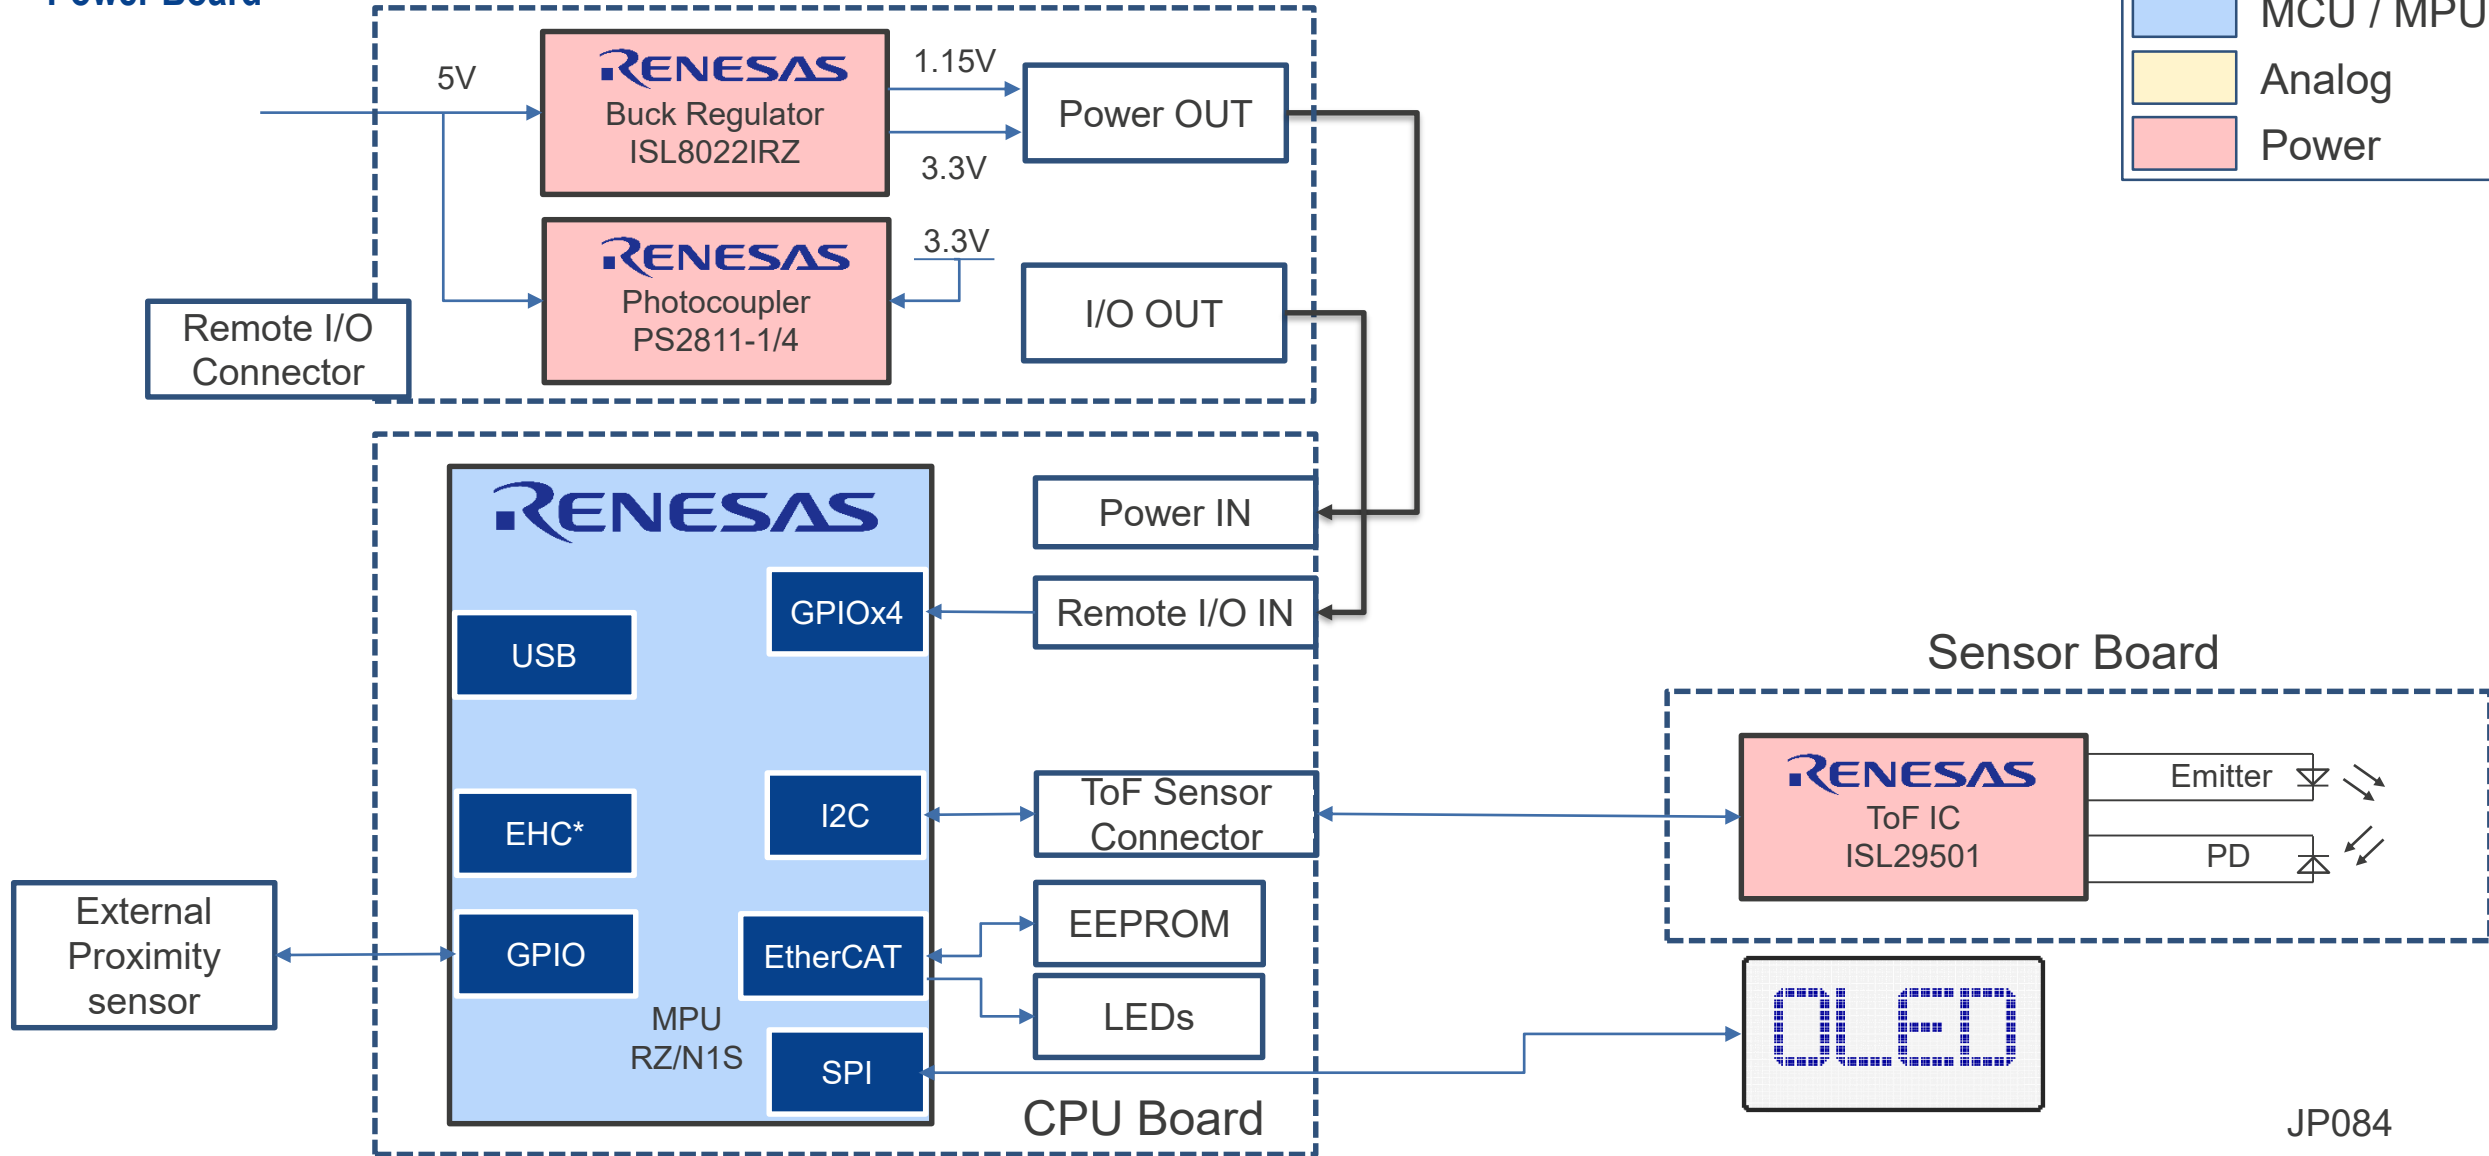 Power Board
MCU / MPU
Analog
Power
5V
RENESAS
Buck Regulator
ISL8022IRZ
1.15V
3.3V
Power OUT
RENESAS
Photocoupler
PS2811-1/4
3.3V
I/O OUT
Remote I/O
Connector
RENESAS
USB
EHC*
GPIO
GPIOx4
I2C
EtherCAT
SPI
MPU
RZ/N1S
Power IN
Remote I/O IN
ToF Sensor
Connector
EEPROM
LEDs
CPU Board
External
Proximity
sensor
Sensor Board
RENESAS
ToF IC
ISL29501
Emitter
PD
OLED
JP084